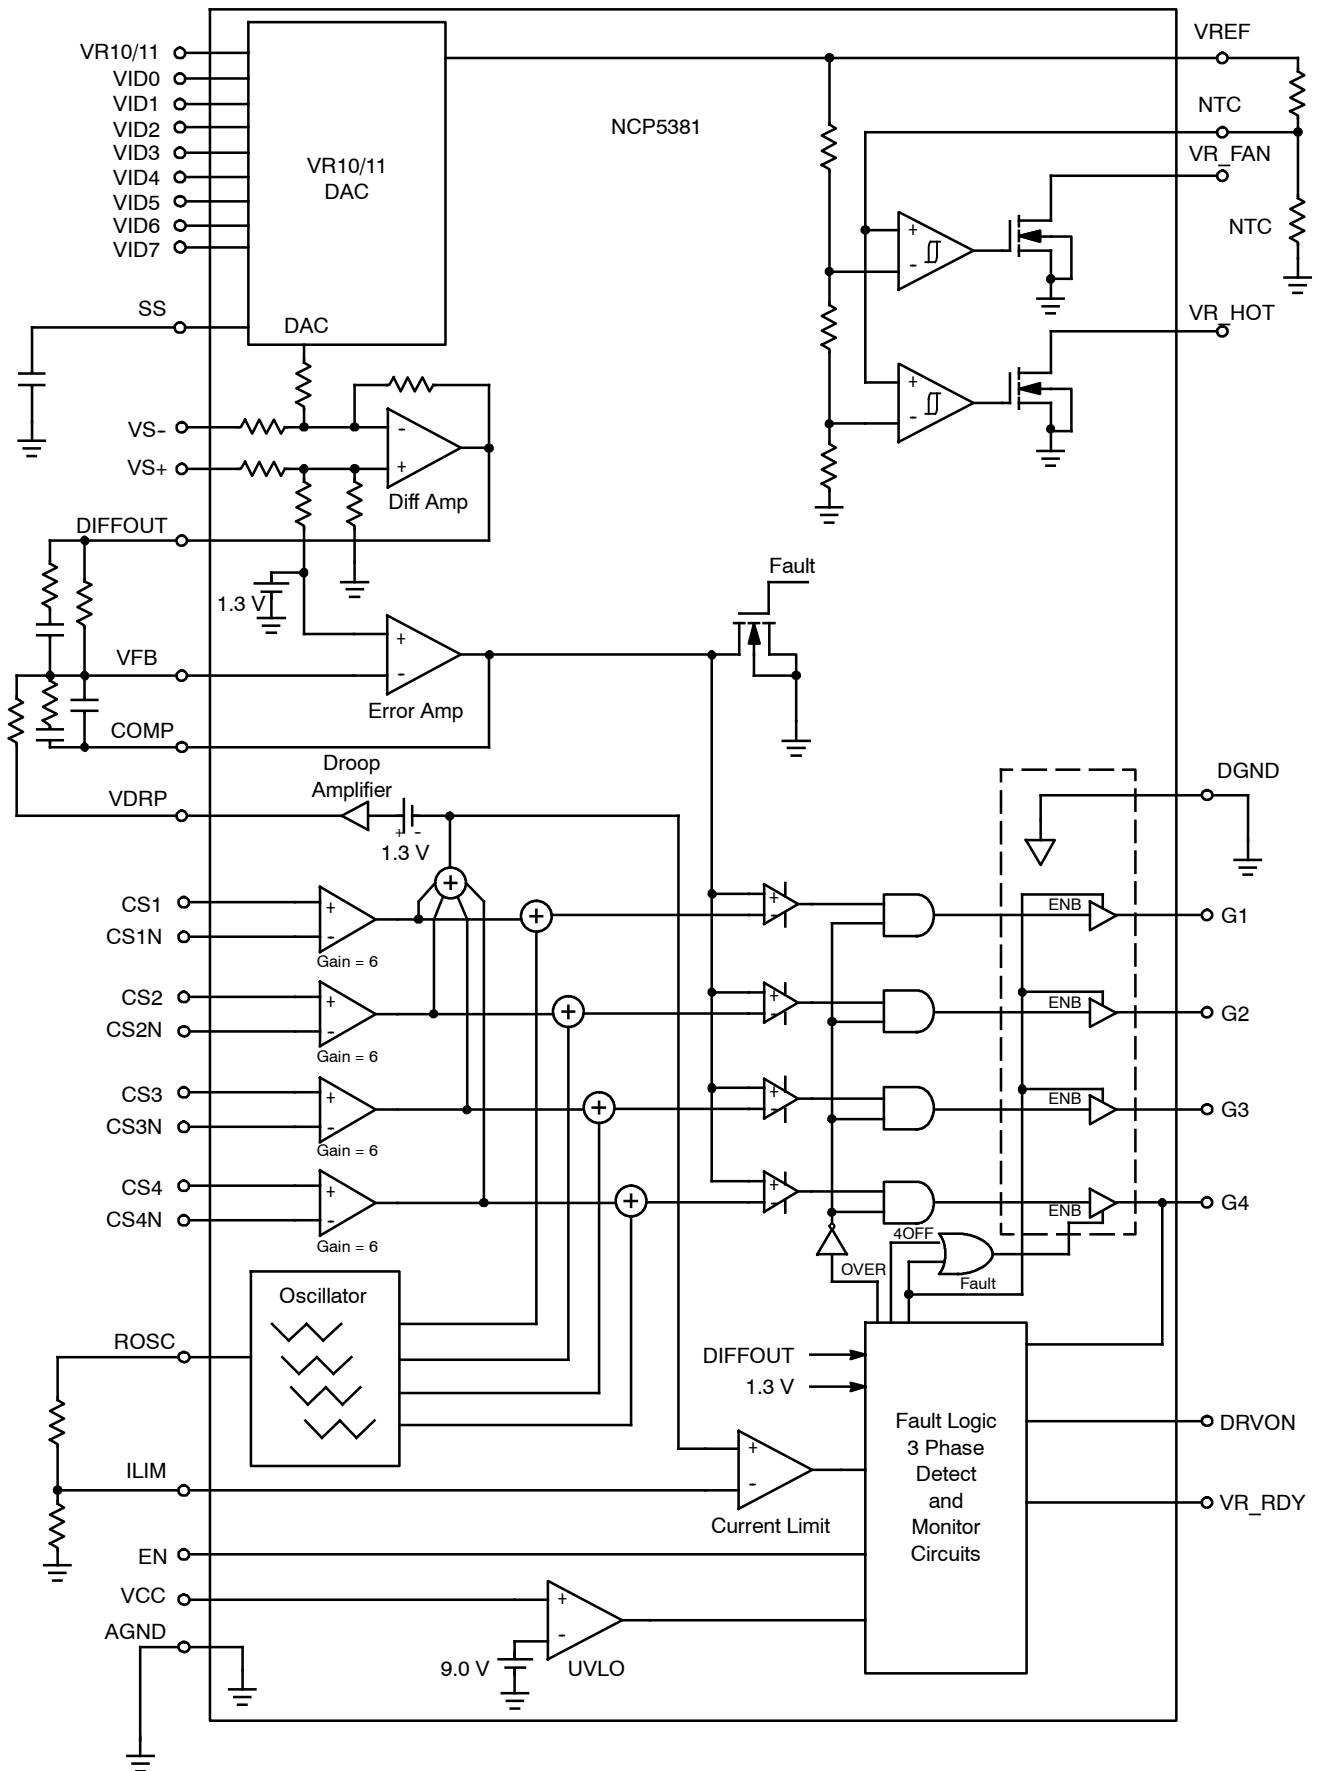 VREF
VR10/11
VID0
VID1
VID2
VID3
VID4
VID5
VID6
VID7
VR10/11
DAC
NCP5381
NTC
VR_FAN
NTC
+
-
SS
DAC
VR_HOT
+
-
VS-
VS+
-
+
Diff Amp
DIFFOUT
1.3 V
Fault
VFB
+
-
Error Amp
COMP
Droop
Amplifier
VDRP
+ -
1.3 V
DGND
+
CS1
CS1N
+
-
Gain = 6
+
+
-
ENB
G1
CS2
CS2N
+
-
Gain = 6
+
+
-
ENB
G2
CS3
CS3N
+
-
Gain = 6
+
+
-
ENB
G3
CS4
CS4N
+
-
Gain = 6
+
+
-
ENB
G4
4OFF
OVER
Fault
Oscillator
ROSC
DIFFOUT
1.3 V
Fault Logic
3 Phase
Detect
and
Monitor
Circuits
DRVON
ILIM
+
-
Current Limit
VR_RDY
EN
VCC
AGND
+
-
9.0 V
UVLO